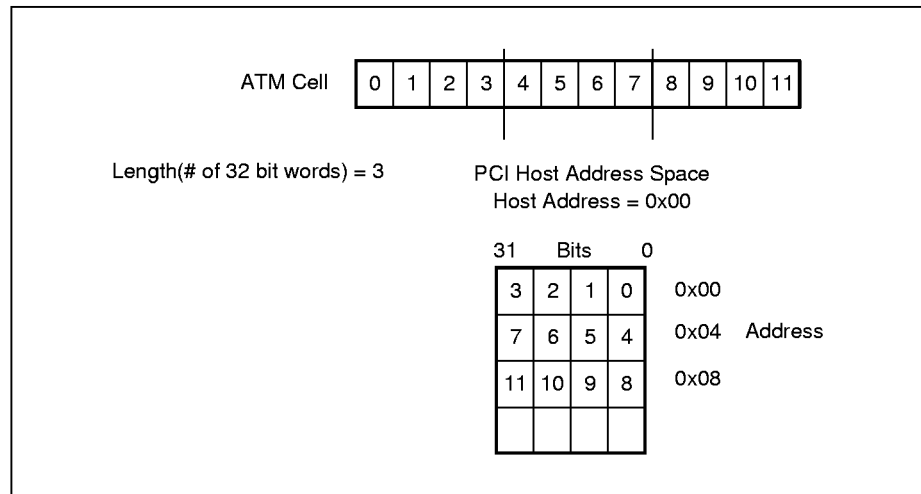 ATM Cell 0 1 2 3 4 5 6 7 8 9 10 11
Length(# of 32 bit words) = 3
PCI Host Address Space
Host Address = 0x00
31 Bits 0
3 2 1 0 0x00
7 6 5 4 0x04 Address
11 10 9 8 0x08